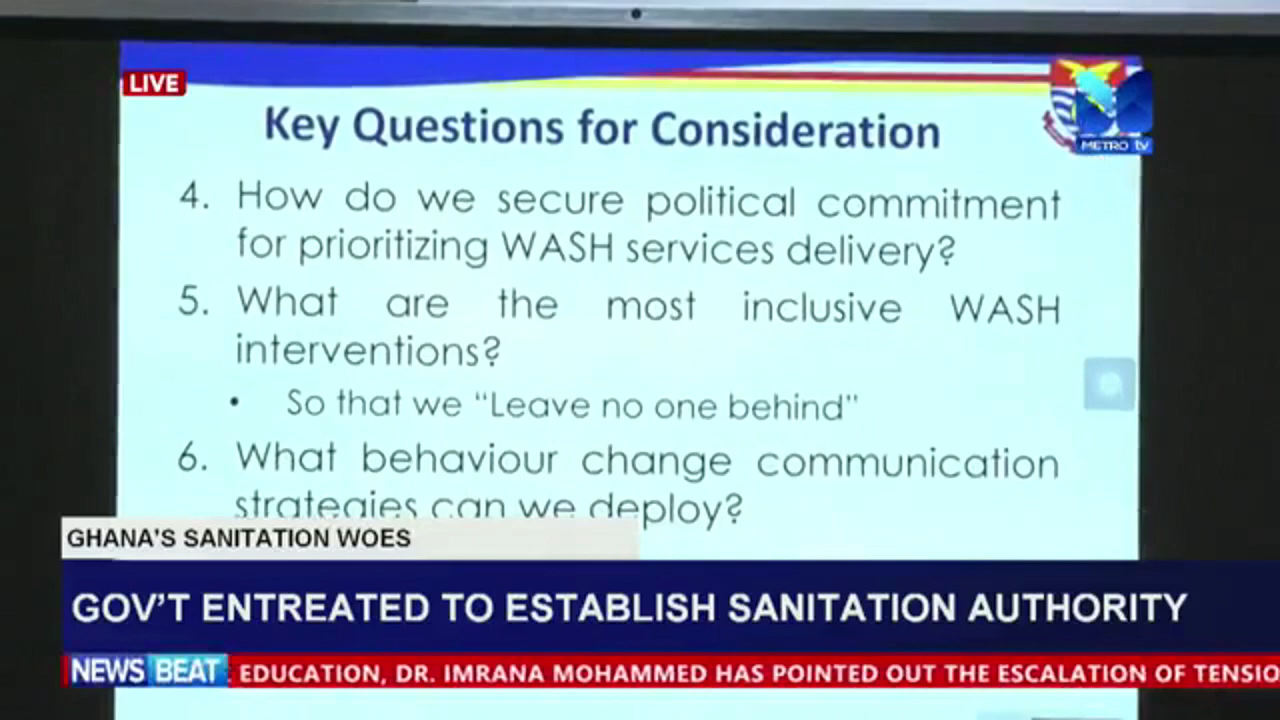 LIVE
Key Questions for Consideration
METRO TV
4. How do we secure political commitment
for prioritizing WASH services delivery?
5. What are the most inclusive WASH
interventions?
• So that we “Leave no one behind”
6. What behaviour change communication
strategies can we deploy?
GHANA'S SANITATION WOES
GOV'T ENTREATED TO ESTABLISH SANITATION AUTHORITY
NEWS BEAT EDUCATION, DR. IMRANA MOHAMMED HAS POINTED OUT THE ESCALATION OF TENSIO